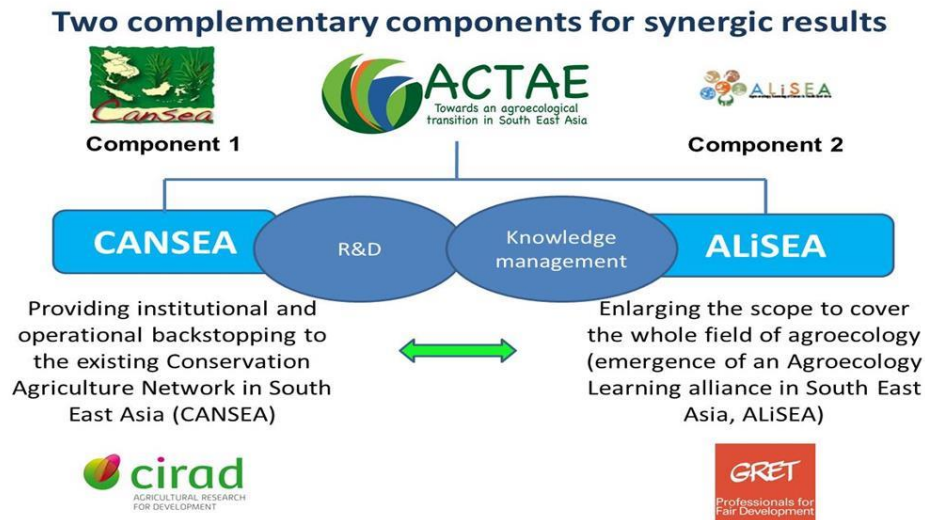 Two complementary components for synergic results
Cansea
ACTAE
Towards an agroecological
transition in South East Asia
ALiSEA
Component 1
Component 2
CANSEA
R&D
Knowledge
management
ALiSEA
Providing institutional and
operational backstopping to
the existing Conservation
Agriculture Network in South
East Asia (CANSEA)
Enlarging the scope to cover
the whole field of agroecology
(emergence of an Agroecology
Learning alliance in South East
Asia, ALiSEA)
cirad
AGRICULTURAL RESEARCH
FOR DEVELOPMENT
GRET
Professionals for
Fair Development